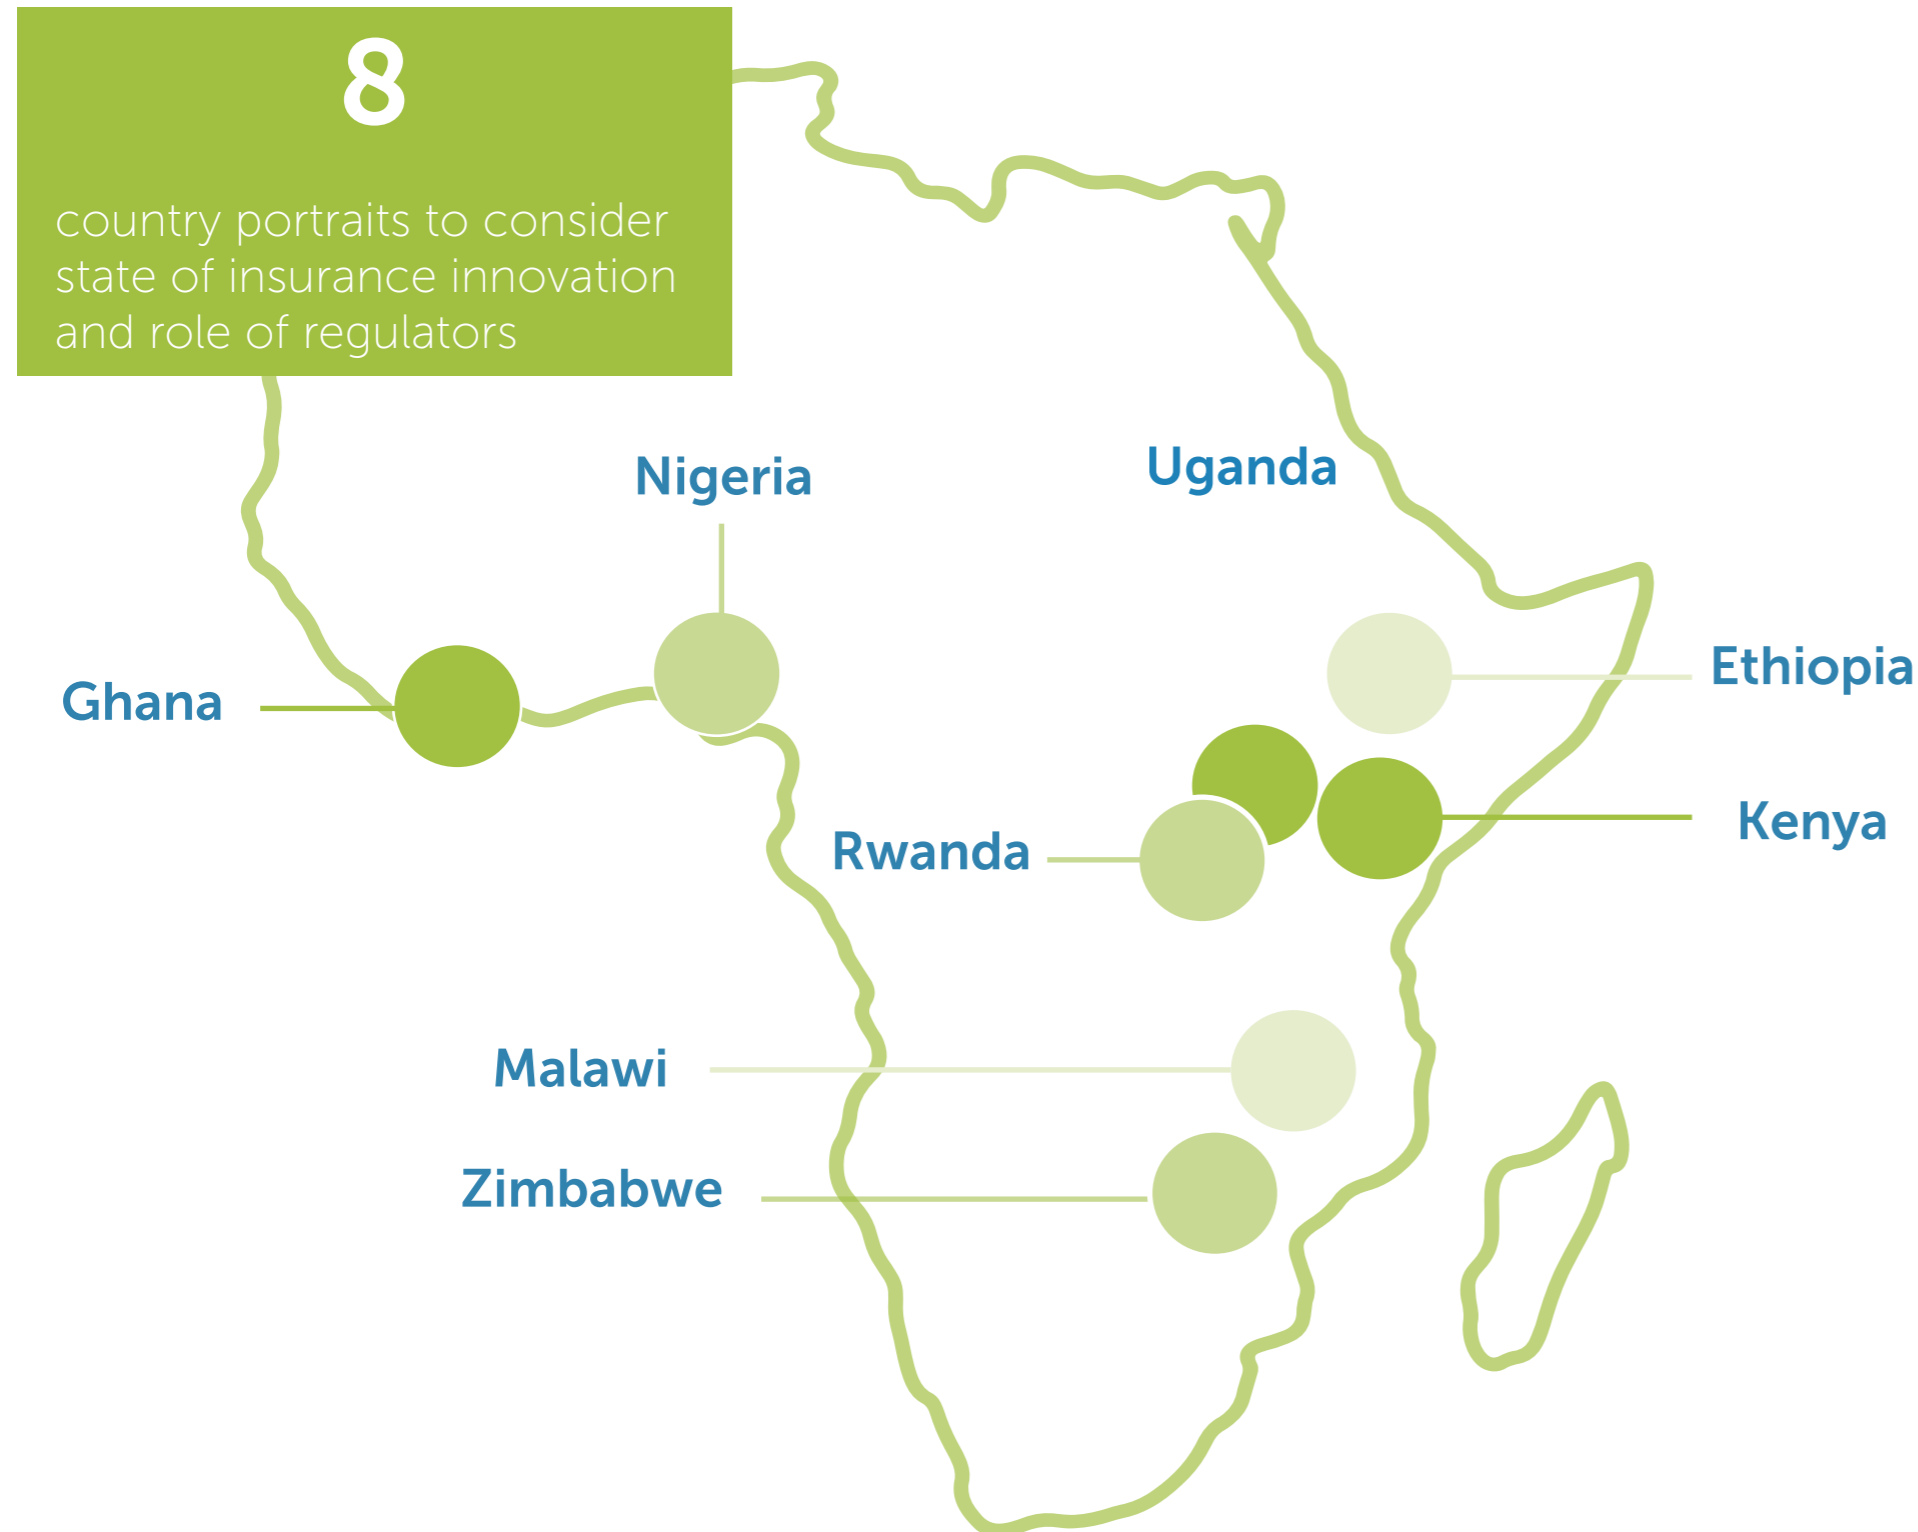 8
country portraits to consider
state of insurance innovation
and role of regulators
Nigeria
Uganda
Ghana
Ethiopia
Kenya
Rwanda
Malawi
Zimbabwe